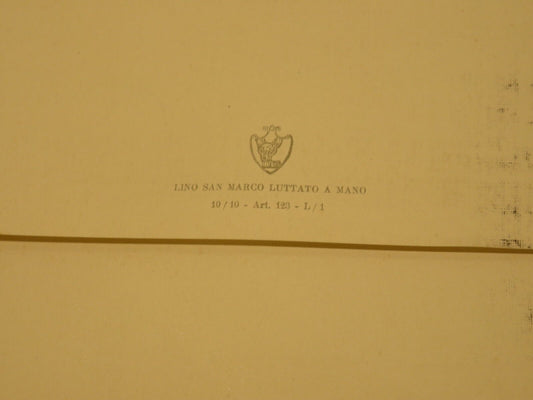 LINO SAN MARCO LUTTATO A MANO
10/10 - Art. 123 - L/1